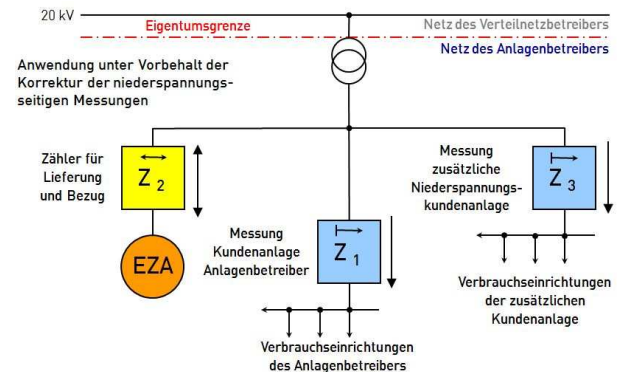 20 kV
Eigentumsgrenze
Netz des Verteilnetzbetreibers
Netz des Anlagenbetreibers
Anwendung unter Vorbehalt der
Korrektur der niederspannungs-
seitigen Messungen
Zähler für
Lieferung
und Bezug
Z 2
EZA
Messung
Kundenanlage
Anlagenbetreiber
Z 1
Verbrauchseinrichtungen
des Anlagenbetreibers
Messung
zusätzliche
Niederspannungs-
kundenanlage
Z 3
Verbrauchseinrichtungen
der zusätzlichen
Kundenanlage